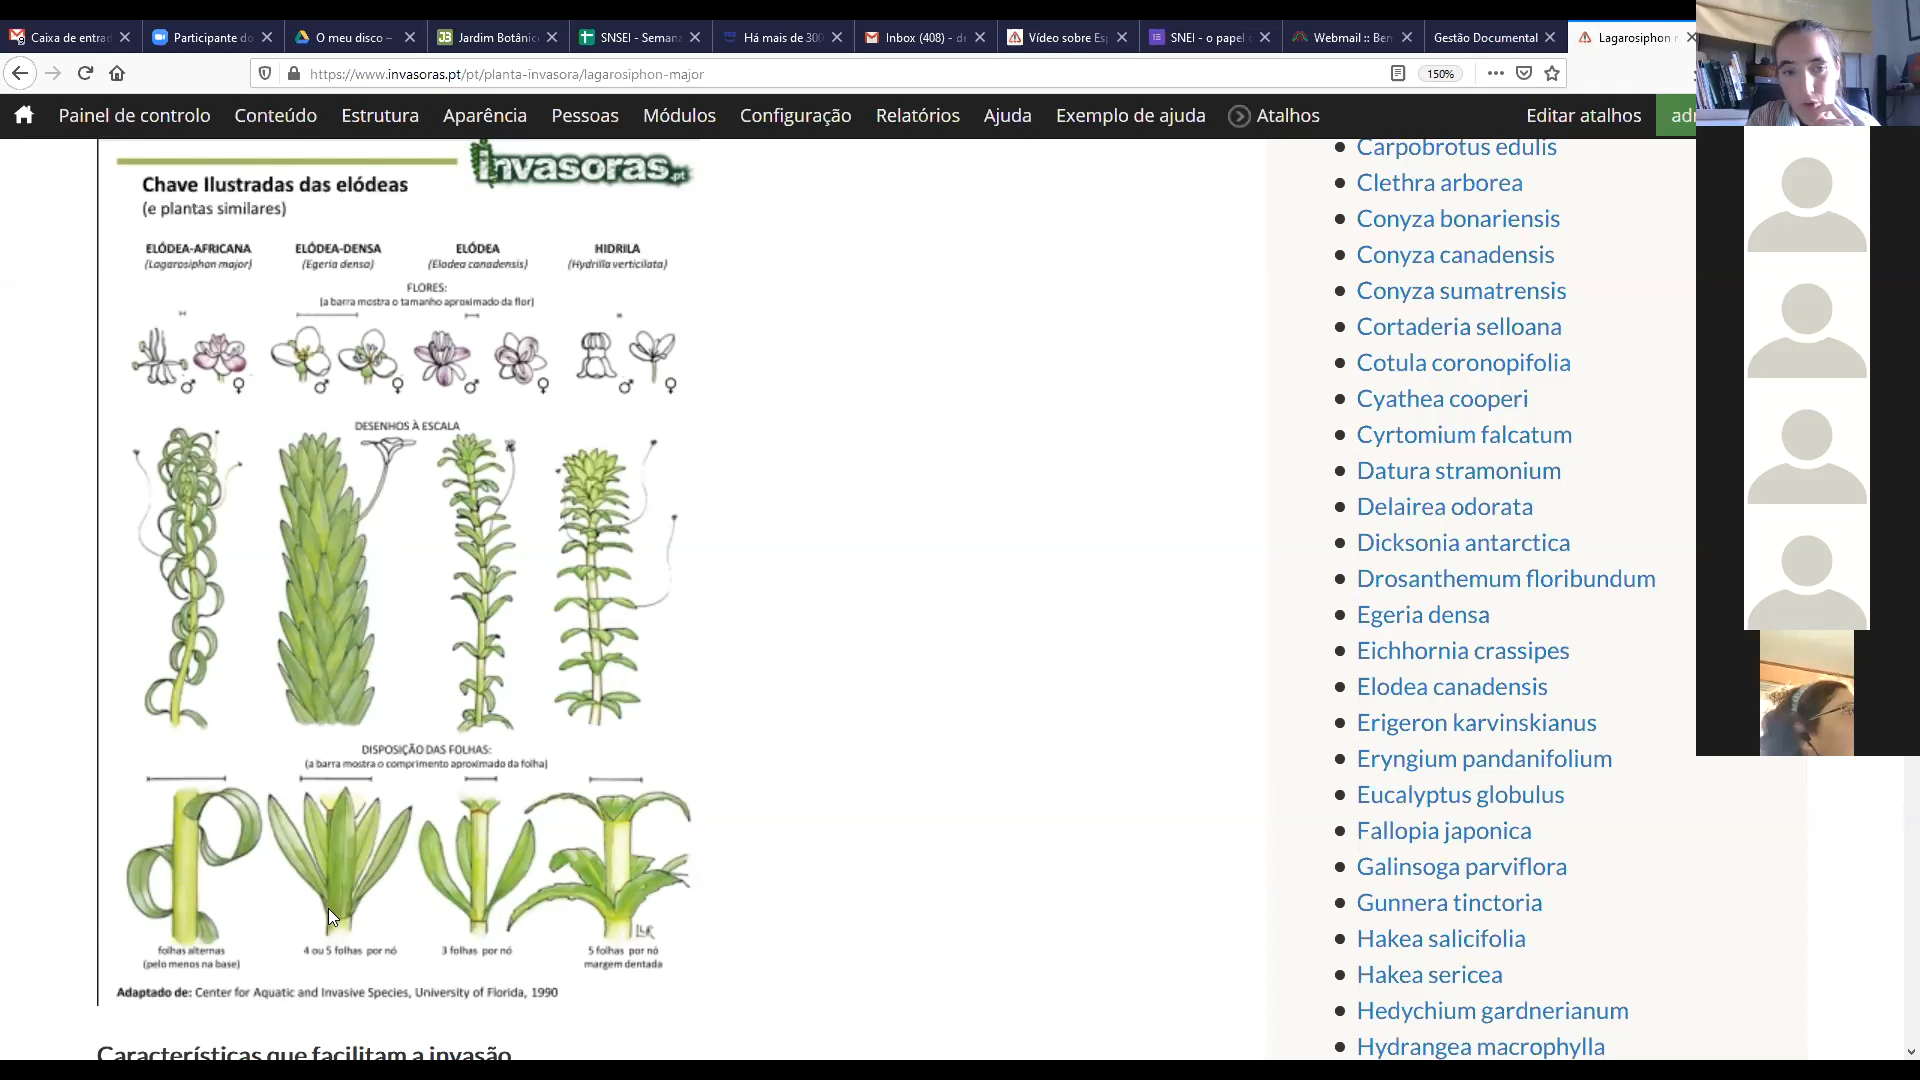 Caixa de entrad
Participante do
O meu disco –
Jardim Botânic
SNSEI - Semana
Há mais de 300
Inbox (408) - d
Vídeo sobre Es
SNEI - o papel
Webmail :: Be
Gestão Documental
Lagarosiphon
https://www.invasoras.pt/pt/planta-invasora/lagarosiphon-major
150%
Painel de controlo Conteúdo Estrutura Aparência Pessoas Módulos Configuração Relatórios Ajuda Exemplo de ajuda Atalhos Editar atalhos
invasoras.pt
Chave Ilustradas das elódeas
(e plantas similares)
ELÓDEA-AFRICANA ELÓDEA-DENSA ELÓDEA HIDRILA
(Lagarosiphon major) (Egeria densa) (Elodea canadensis) (Hydrilla verticilata)
FLORES:
(a barra mostra o tamanho aproximado da flor)
♂ ♀ ♂ ♀ ♂ ♀ ♂ ♀
DESENHOS À ESCALA
DISPOSIÇÃO DAS FOLHAS:
(a barra mostra o comprimento aproximado da folha)
folhas alternas 4 ou 5 folhas por nó 3 folhas por nó 5 folhas por nó
(pelo menos na base) margem dentada
Adaptado de: Center for Aquatic and Invasive Species, University of Florida, 1990
Características que facilitam a invasão
Carpobrotus edulis
Clethra arborea
Conyza bonariensis
Conyza canadensis
Conyza sumatrensis
Cortaderia selloana
Cotula coronopifolia
Cyathea cooperi
Cyrtomium falcatum
Datura stramonium
Delairea odorata
Dicksonia antarctica
Drosanthemum floribundum
Egeria densa
Eichhornia crassipes
Elodea canadensis
Erigeron karvinskianus
Eryngium pandanifolium
Eucalyptus globulus
Fallopia japonica
Galinsoga parviflora
Gunnera tinctoria
Hakea salicifolia
Hakea sericea
Hedychium gardnerianum
Hydrangea macrophylla